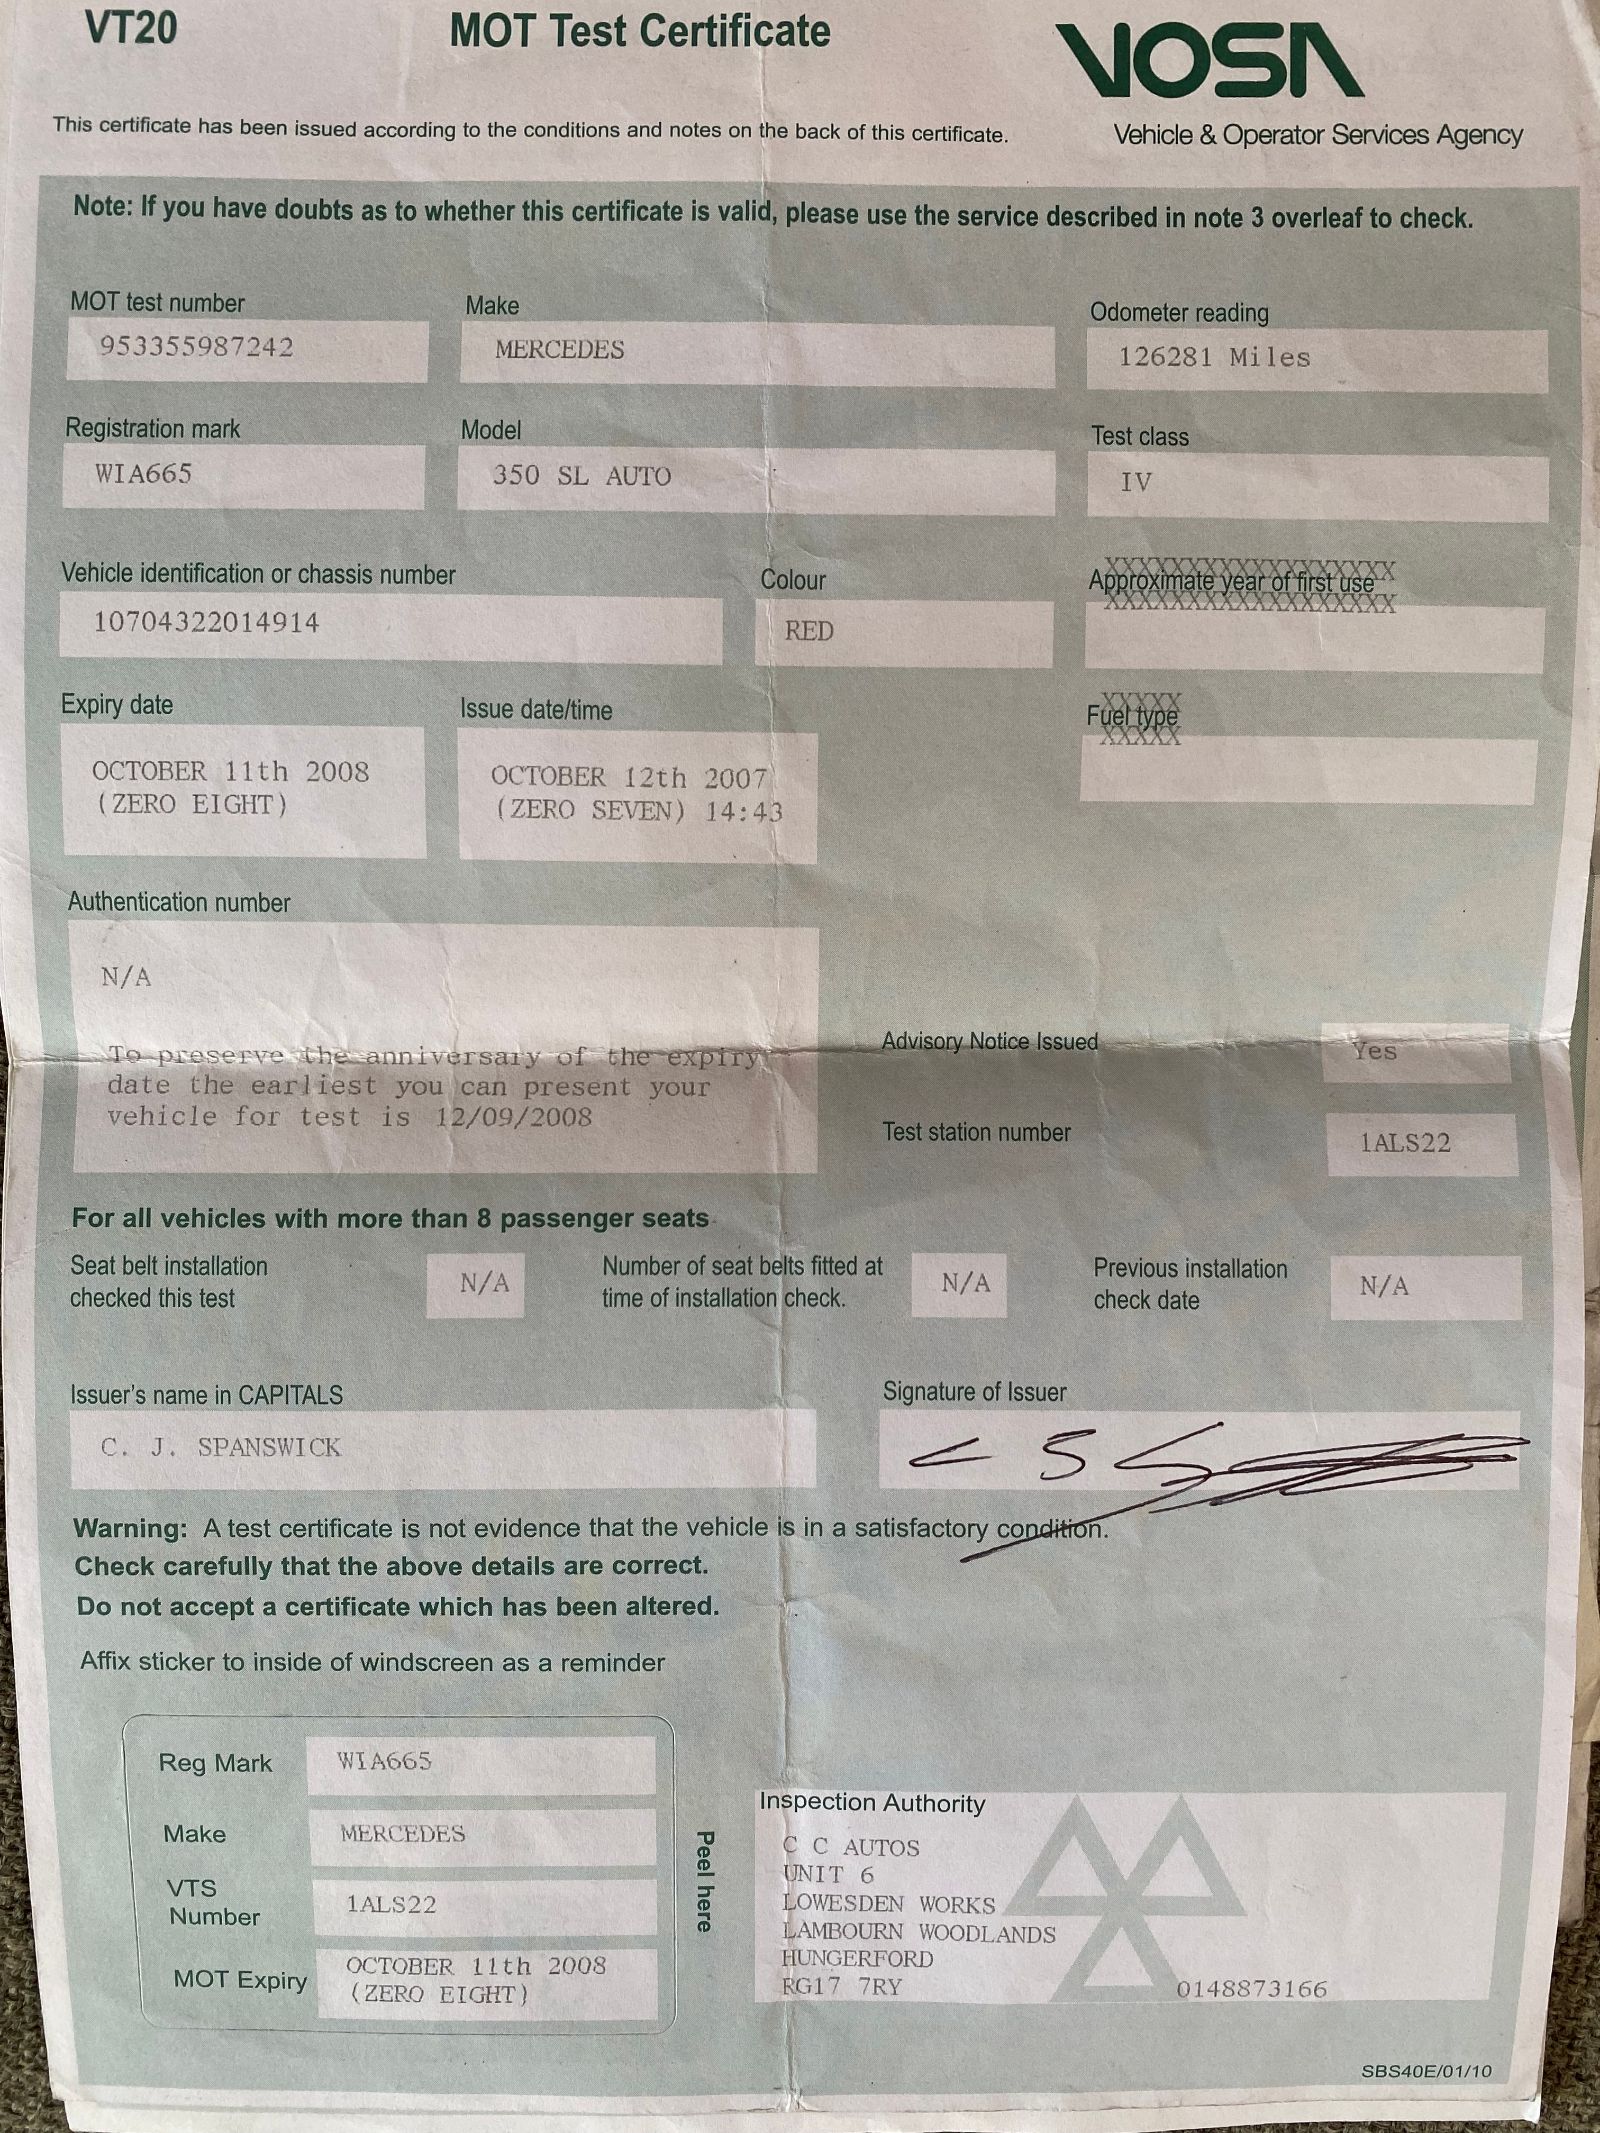 VT20
MOT Test Certificate
VOSA
This certificate has been issued according to the conditions and notes on the back of this certificate.
Vehicle & Operator Services Agency
Note: If you have doubts as to whether this certificate is valid, please use the service described in note 3 overleaf to check.
MOT test number
Make
Odometer reading
953355987242
MERCEDES
126281 Miles
Registration mark
Model
Test class
WIA665
350 SL AUTO
IV
Vehicle identification or chassis number
Colour
XXXXXXXXXXXXXXXXXX
Approximate year of first use
XXXXXXXXXXXXXXXXXX
10704322014914
RED
Expiry date
Issue date/time
XXXXX
Fuel type
XXXXX
OCTOBER 11th 2008
(ZERO EIGHT)
OCTOBER 12th 2007
(ZERO SEVEN) 14:43
Authentication number
N/A
To preserve the anniversary of the expiry
date the earliest you can present your
vehicle for test is 12/09/2008
Advisory Notice Issued
Yes
Test station number
1ALS22
For all vehicles with more than 8 passenger seats
Seat belt installation
checked this test
N/A
Number of seat belts fitted at
time of installation check.
N/A
Previous installation
check date
N/A
Issuer's name in CAPITALS
Signature of Issuer
C. J. SPANSWICK
Warning: A test certificate is not evidence that the vehicle is in a satisfactory condition.
Check carefully that the above details are correct.
Do not accept a certificate which has been altered.
Affix sticker to inside of windscreen as a reminder
Reg Mark
WIA665
Make
MERCEDES
VTS
Number
1ALS22
MOT Expiry
OCTOBER 11th 2008
(ZERO EIGHT)
Peel here
Inspection Authority
C C AUTOS
UNIT 6
LOWESDEN WORKS
LAMBOURN WOODLANDS
HUNGERFORD
RG17 7RY
0148873166
SBS40E/01/10